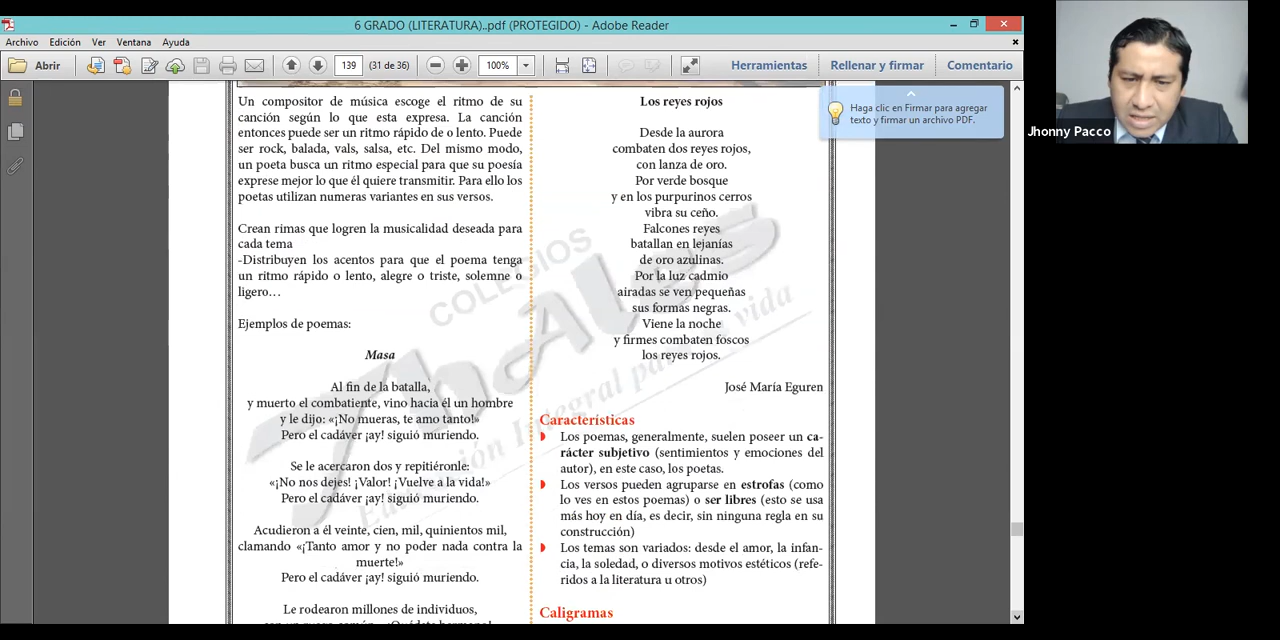 6 GRADO (LITERATURA)..pdf (PROTEGIDO) - Adobe Reader
Archivo Edición Ver Ventana Ayuda
Abrir 139 (31 de 36) 100% Herramientas Rellenar y firmar Comentario
Haga clic en Firmar para agregar
texto y firmar un archivo PDF.
Jhonny Pacco
Un compositor de música escoge el ritmo de su
canción según lo que esta expresa. La canción
entonces puede ser un ritmo rápido de o lento. Puede
ser rock, balada, vals, salsa, etc. Del mismo modo,
un poeta busca un ritmo especial para que su poesía
exprese mejor lo que él quiere transmitir. Para ello los
poetas utilizan numeras variantes en sus versos.
Crean rimas que logren la musicalidad deseada para
cada tema
-Distribuyen los acentos para que el poema tenga
un ritmo rápido o lento, alegre o triste, solemne o
ligero…
Ejemplos de poemas:
Masa
Al fin de la batalla,
y muerto el combatiente, vino hacia él un hombre
y le dijo: «¡No mueras, te amo tanto!»
Pero el cadáver ¡ay! siguió muriendo.
Se le acercaron dos y repitiéronle:
«¡No nos dejes! ¡Valor! ¡Vuelve a la vida!»
Pero el cadáver ¡ay! siguió muriendo.
Acudieron a él veinte, cien, mil, quinientos mil,
clamando «¡Tanto amor y no poder nada contra la
muerte!»
Pero el cadáver ¡ay! siguió muriendo.
Le rodearon millones de individuos,
Los reyes rojos
Desde la aurora
combaten dos reyes rojos,
con lanza de oro.
Por verde bosque
y en los purpurinos cerros
vibra su ceño.
Falcones reyes
batallan en lejanías
de oro azulinas.
Por la luz cadmio
airadas se ven pequeñas
sus formas negras.
Viene la noche
y firmes combaten foscos
los reyes rojos.
José María Eguren
Características
Los poemas, generalmente, suelen poseer un ca-
rácter subjetivo (sentimientos y emociones del
autor), en este caso, los poetas.
Los versos pueden agruparse en estrofas (como
lo ves en estos poemas) o ser libres (esto se usa
más hoy en día, es decir, sin ninguna regla en su
construcción)
Los temas son variados: desde el amor, la infan-
cia, la soledad, o diversos motivos estéticos (refe-
ridos a la literatura u otros)
Caligramas
COLEGIOS
Thales
Educación Integral para la vida